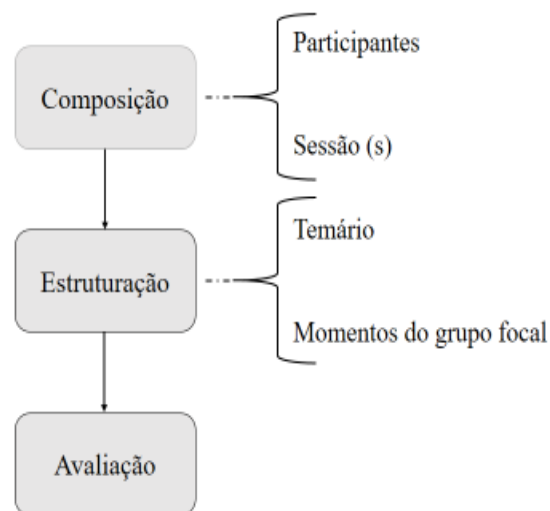 Composição
Participantes
Sessão (s)
Estruturação
Temário
Momentos do grupo focal
Avaliação